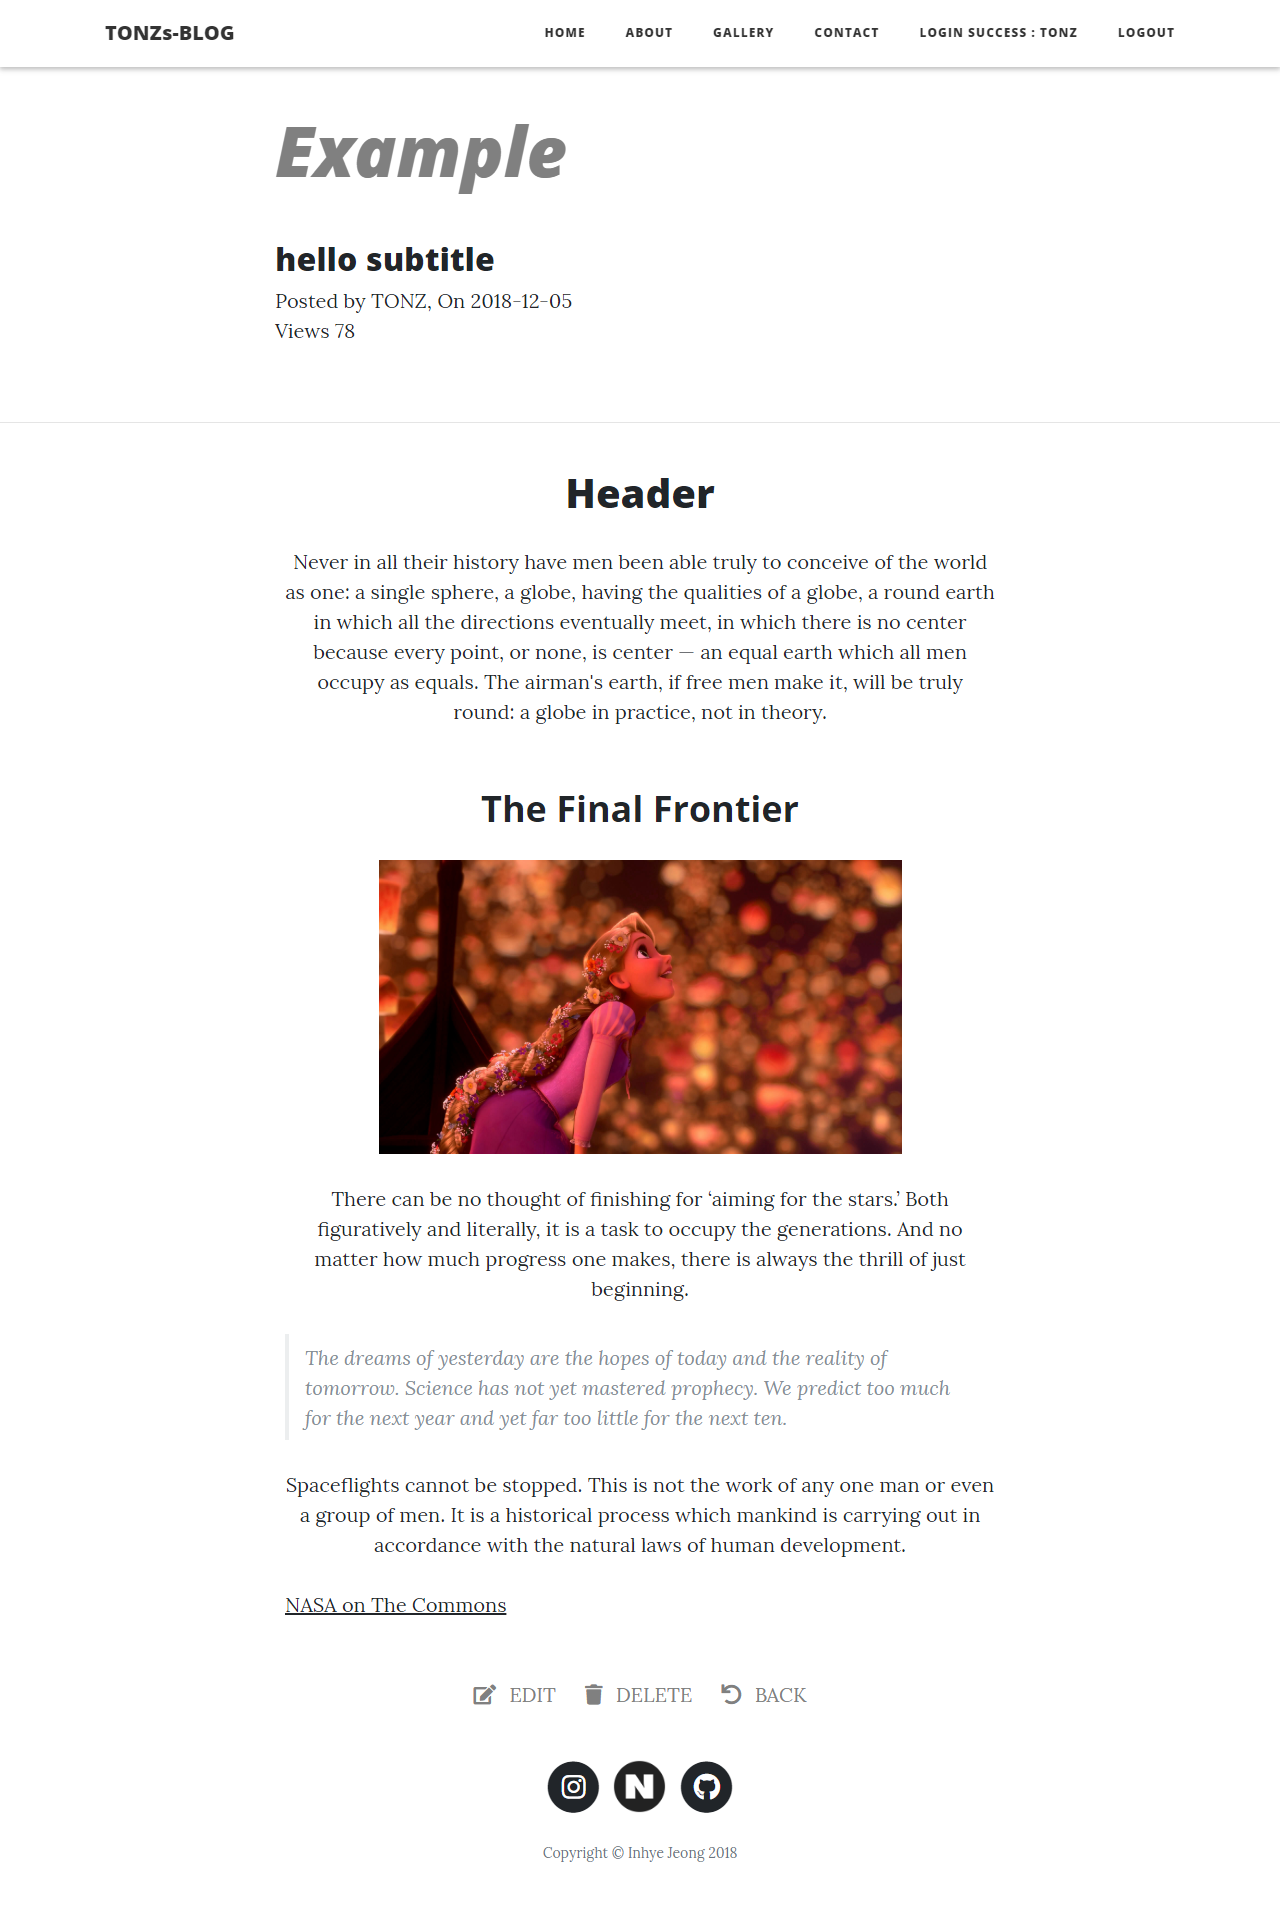 TONZs-BLOG
HOME ABOUT GALLERY CONTACT LOGIN SUCCESS : TONZ LOGOUT
Example
hello subtitle
Posted by TONZ, On 2018-12-05
Views 78
Header
Never in all their history have men been able truly to conceive of the world
as one: a single sphere, a globe, having the qualities of a globe, a round earth
in which all the directions eventually meet, in which there is no center
because every point, or none, is center — an equal earth which all men
occupy as equals. The airman's earth, if free men make it, will be truly
round: a globe in practice, not in theory.
The Final Frontier
There can be no thought of finishing for ‘aiming for the stars.’ Both
figuratively and literally, it is a task to occupy the generations. And no
matter how much progress one makes, there is always the thrill of just
beginning.
The dreams of yesterday are the hopes of today and the reality of
tomorrow. Science has not yet mastered prophecy. We predict too much
for the next year and yet far too little for the next ten.
Spaceflights cannot be stopped. This is not the work of any one man or even
a group of men. It is a historical process which mankind is carrying out in
accordance with the natural laws of human development.
NASA on The Commons
EDIT DELETE BACK
N
Copyright © Inhye Jeong 2018